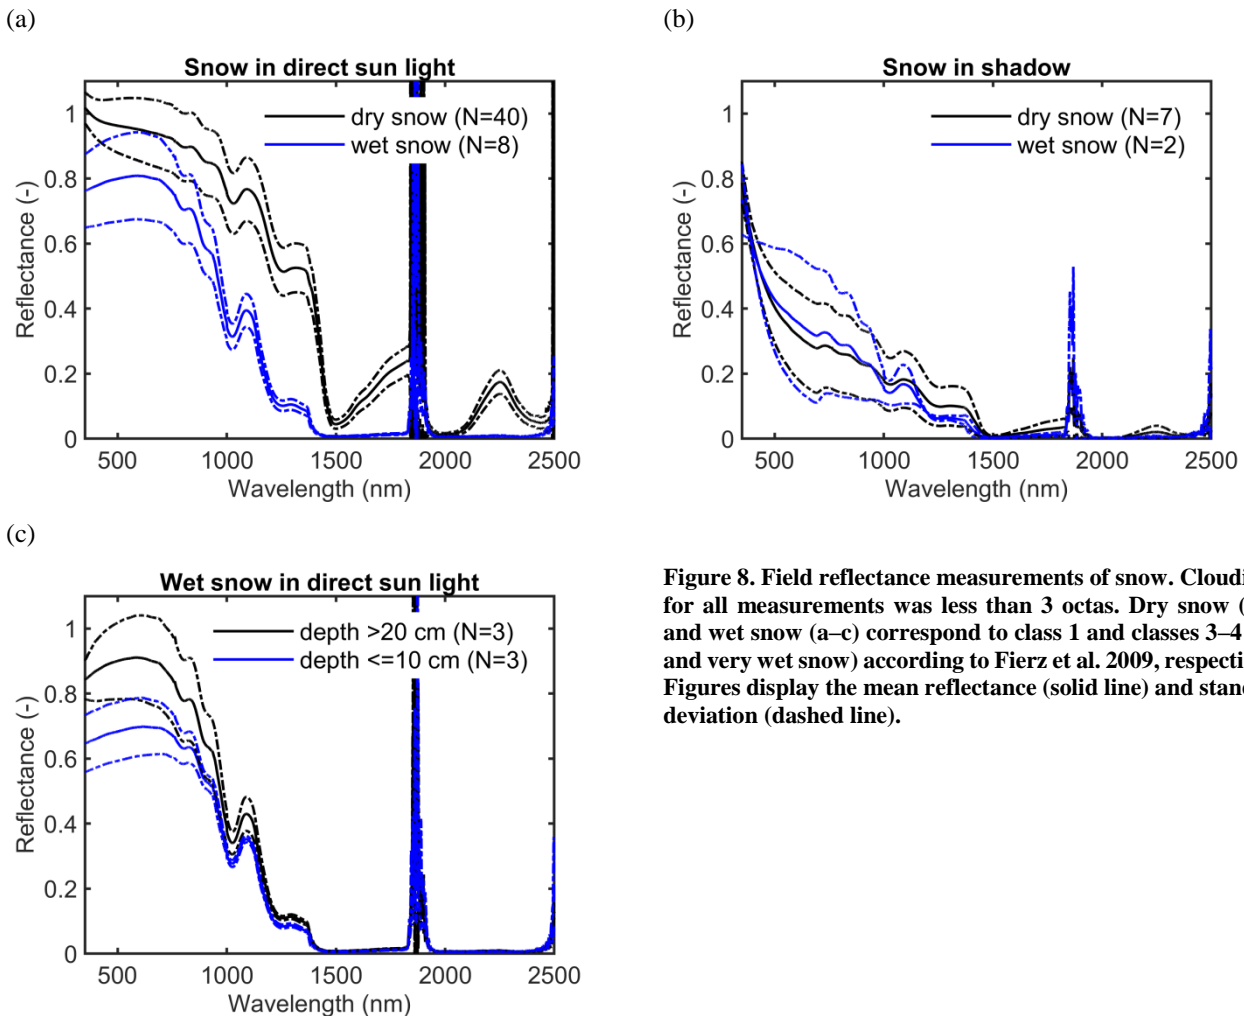 (a)
Snow in direct sun light
dry snow (N=40)
wet snow (N=8)
Reflectance (-)
1
0.8
0.6
0.4
0.2
0
500 1000 1500 2000 2500
Wavelength (nm)
(b)
Snow in shadow
dry snow (N=7)
wet snow (N=2)
Reflectance (-)
1
0.8
0.6
0.4
0.2
0
500 1000 1500 2000 2500
Wavelength (nm)
(c)
Wet snow in direct sun light
depth >20 cm (N=3)
depth <=10 cm (N=3)
Reflectance (-)
1
0.8
0.6
0.4
0.2
0
500 1000 1500 2000 2500
Wavelength (nm)
Figure 8. Field reflectance measurements of snow. Cloudi
for all measurements was less than 3 octas. Dry snow (
and wet snow (a–c) correspond to class 1 and classes 3–4
and very wet snow) according to Fierz et al. 2009, respecti
Figures display the mean reflectance (solid line) and stand
deviation (dashed line).